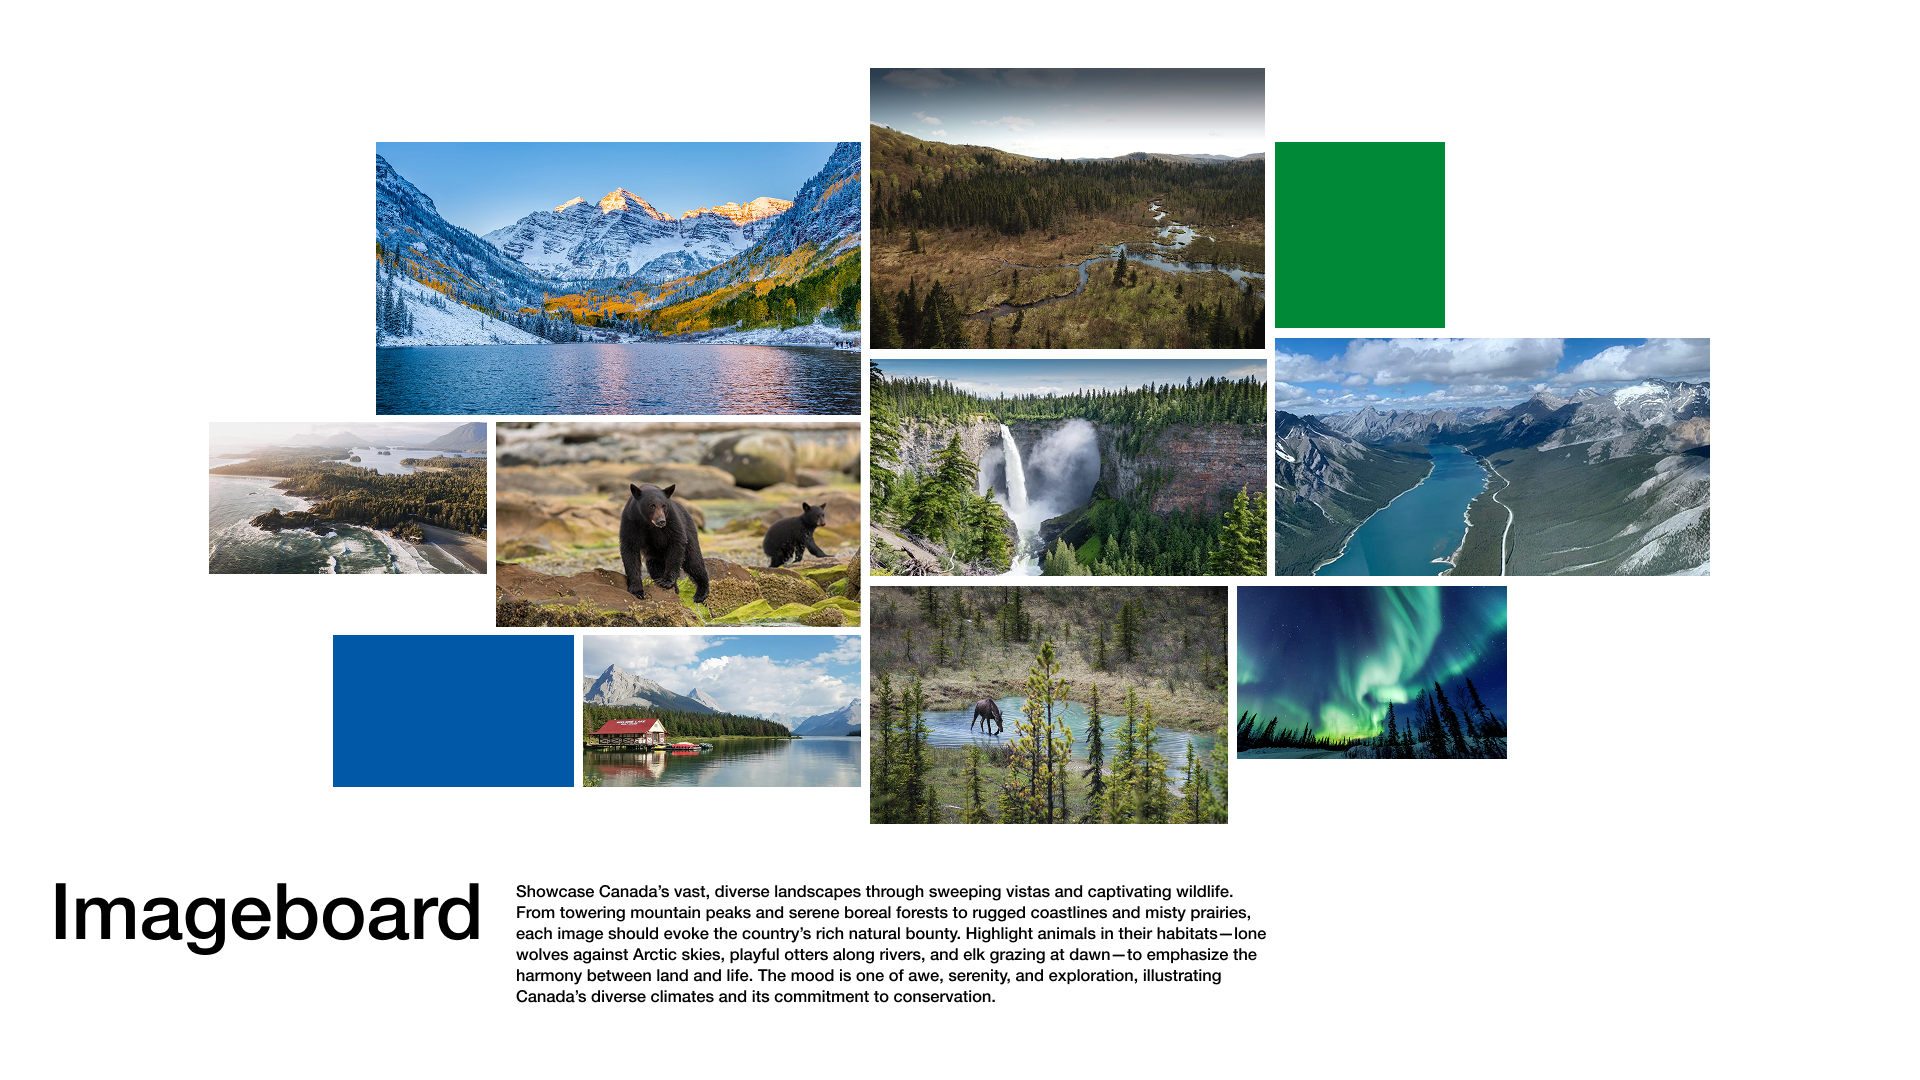 Imageboard
Showcase Canada’s vast, diverse landscapes through sweeping vistas and captivating wildlife.
From towering mountain peaks and serene boreal forests to rugged coastlines and misty prairies,
each image should evoke the country’s rich natural bounty. Highlight animals in their habitats—lone
wolves against Arctic skies, playful otters along rivers, and elk grazing at dawn—to emphasize the
harmony between land and life. The mood is one of awe, serenity, and exploration, illustrating
Canada’s diverse climates and its commitment to conservation.